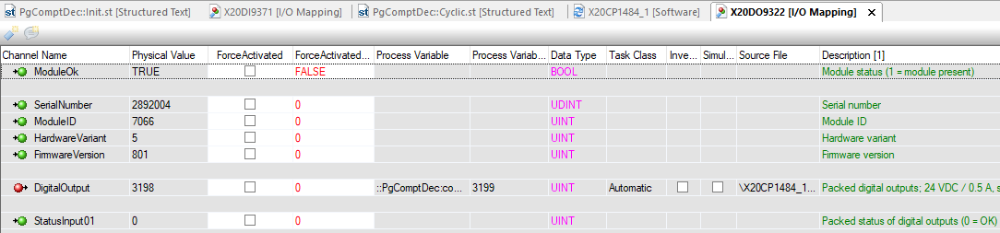 PgComptDec::Init.st [Structured Text] X20DI9371 [I/O Mapping] PgComptDec::Cyclic.st [Structured Text] X20CP1484_1 [Software] X20DO9322 [I/O Mapping]
Channel Name Physical Value ForceActivated ForceActivated... Process Variable Process Variab... Data Type Task Class Inve... Simul... Source File Description [1]
ModuleOk TRUE FALSE BOOL Module status (1 = module present)
SerialNumber 2892004 0 UDINT Serial number
ModuleID 7066 0 UINT Module ID
HardwareVariant 5 0 UINT Hardware variant
FirmwareVersion 801 0 UINT Firmware version
DigitalOutput 3198 0 ::PgComptDec:co... 3199 UINT Automatic \X20CP1484_1... Packed digital outputs; 24 VDC / 0.5 A, s
StatusInput01 0 0 UINT Packed status of digital outputs (0 = OK)